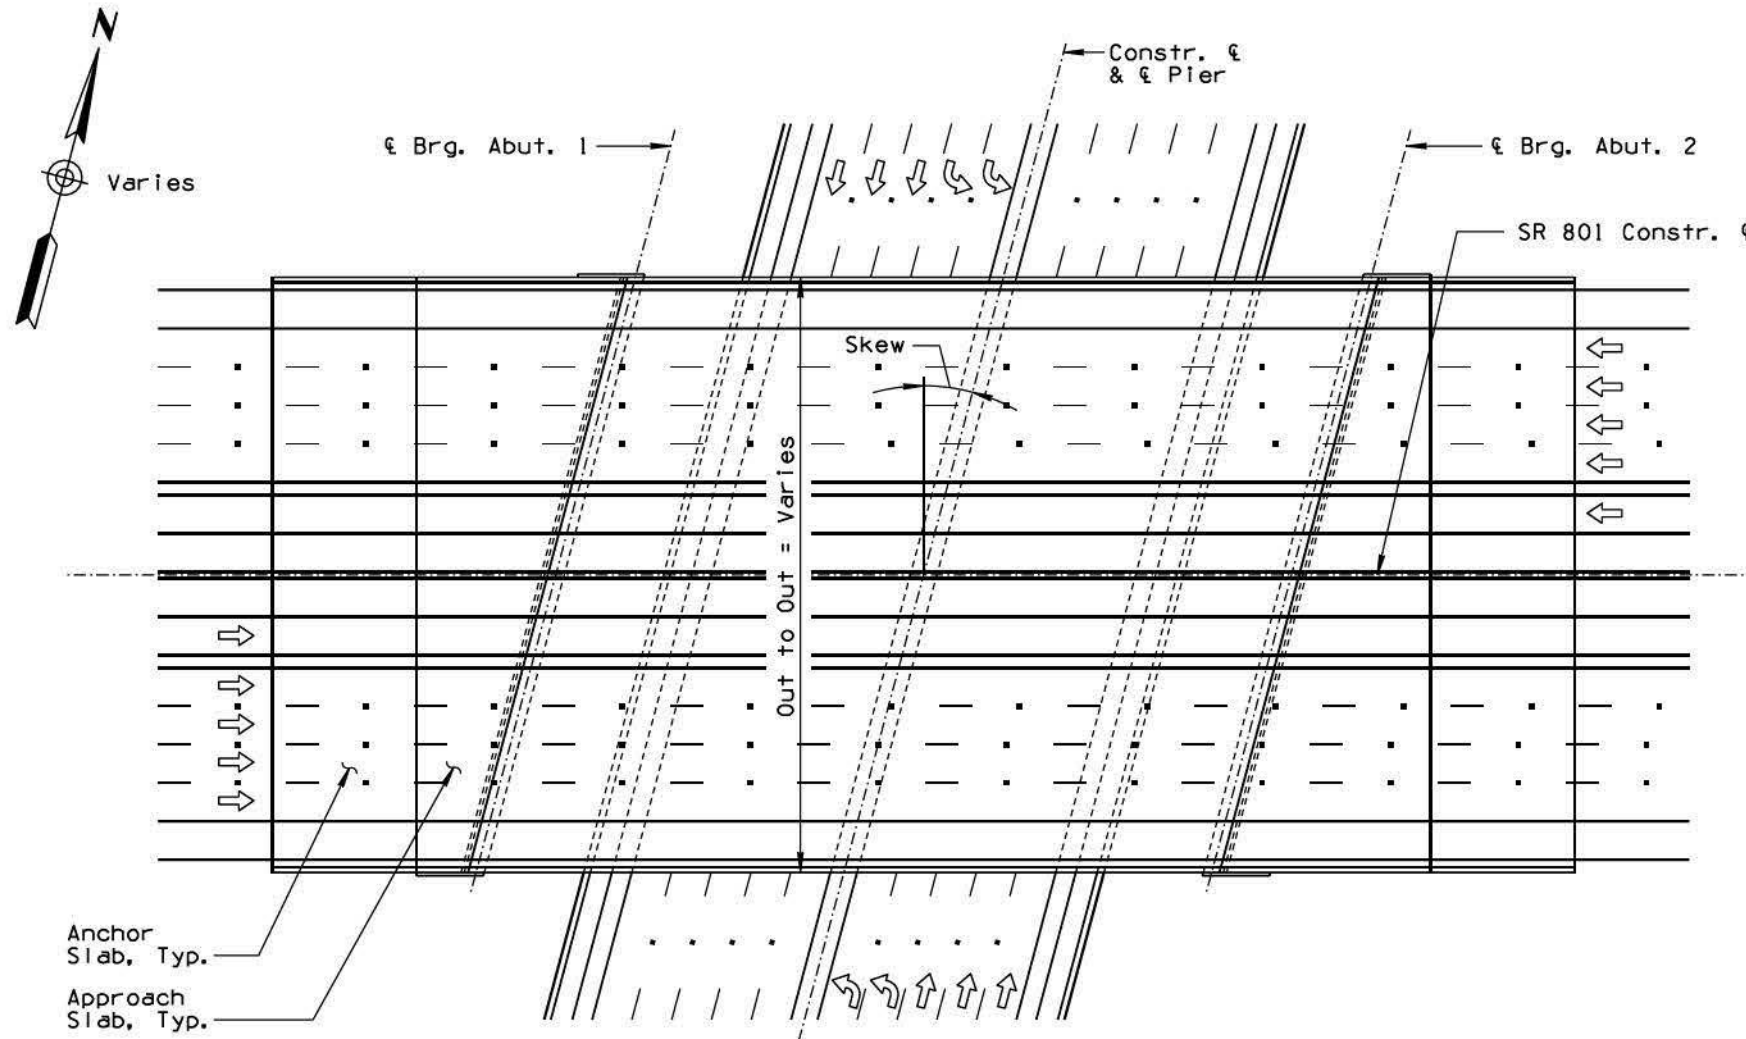 N
Constr. ℄
& ℄ Pier
℄ Brg. Abut. 1
℄ Brg. Abut. 2
Varies
SR 801 Constr. ℄
Skew
Out to Out = Varies
Anchor
Slab, Typ.
Approach
Slab, Typ.